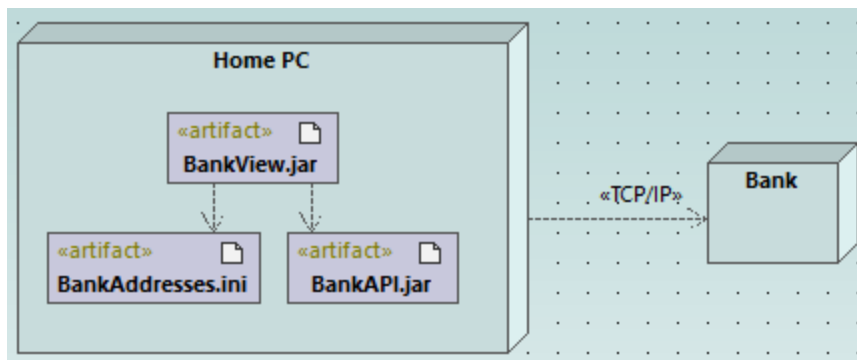 Home PC
«artifact»
BankView.jar
«artifact»
BankAddresses.ini
«artifact»
BankAPI.jar
«TCP/IP»
Bank